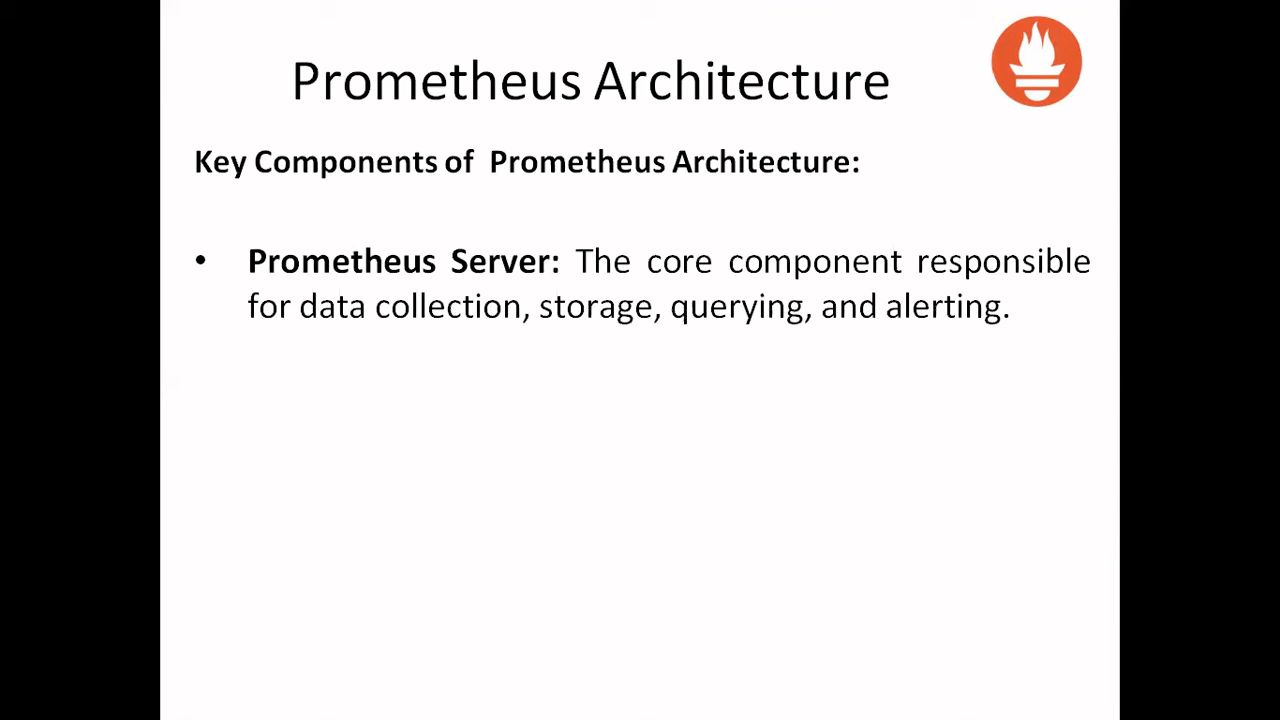 Prometheus Architecture
Key Components of Prometheus Architecture:
• Prometheus Server: The core component responsible
for data collection, storage, querying, and alerting.